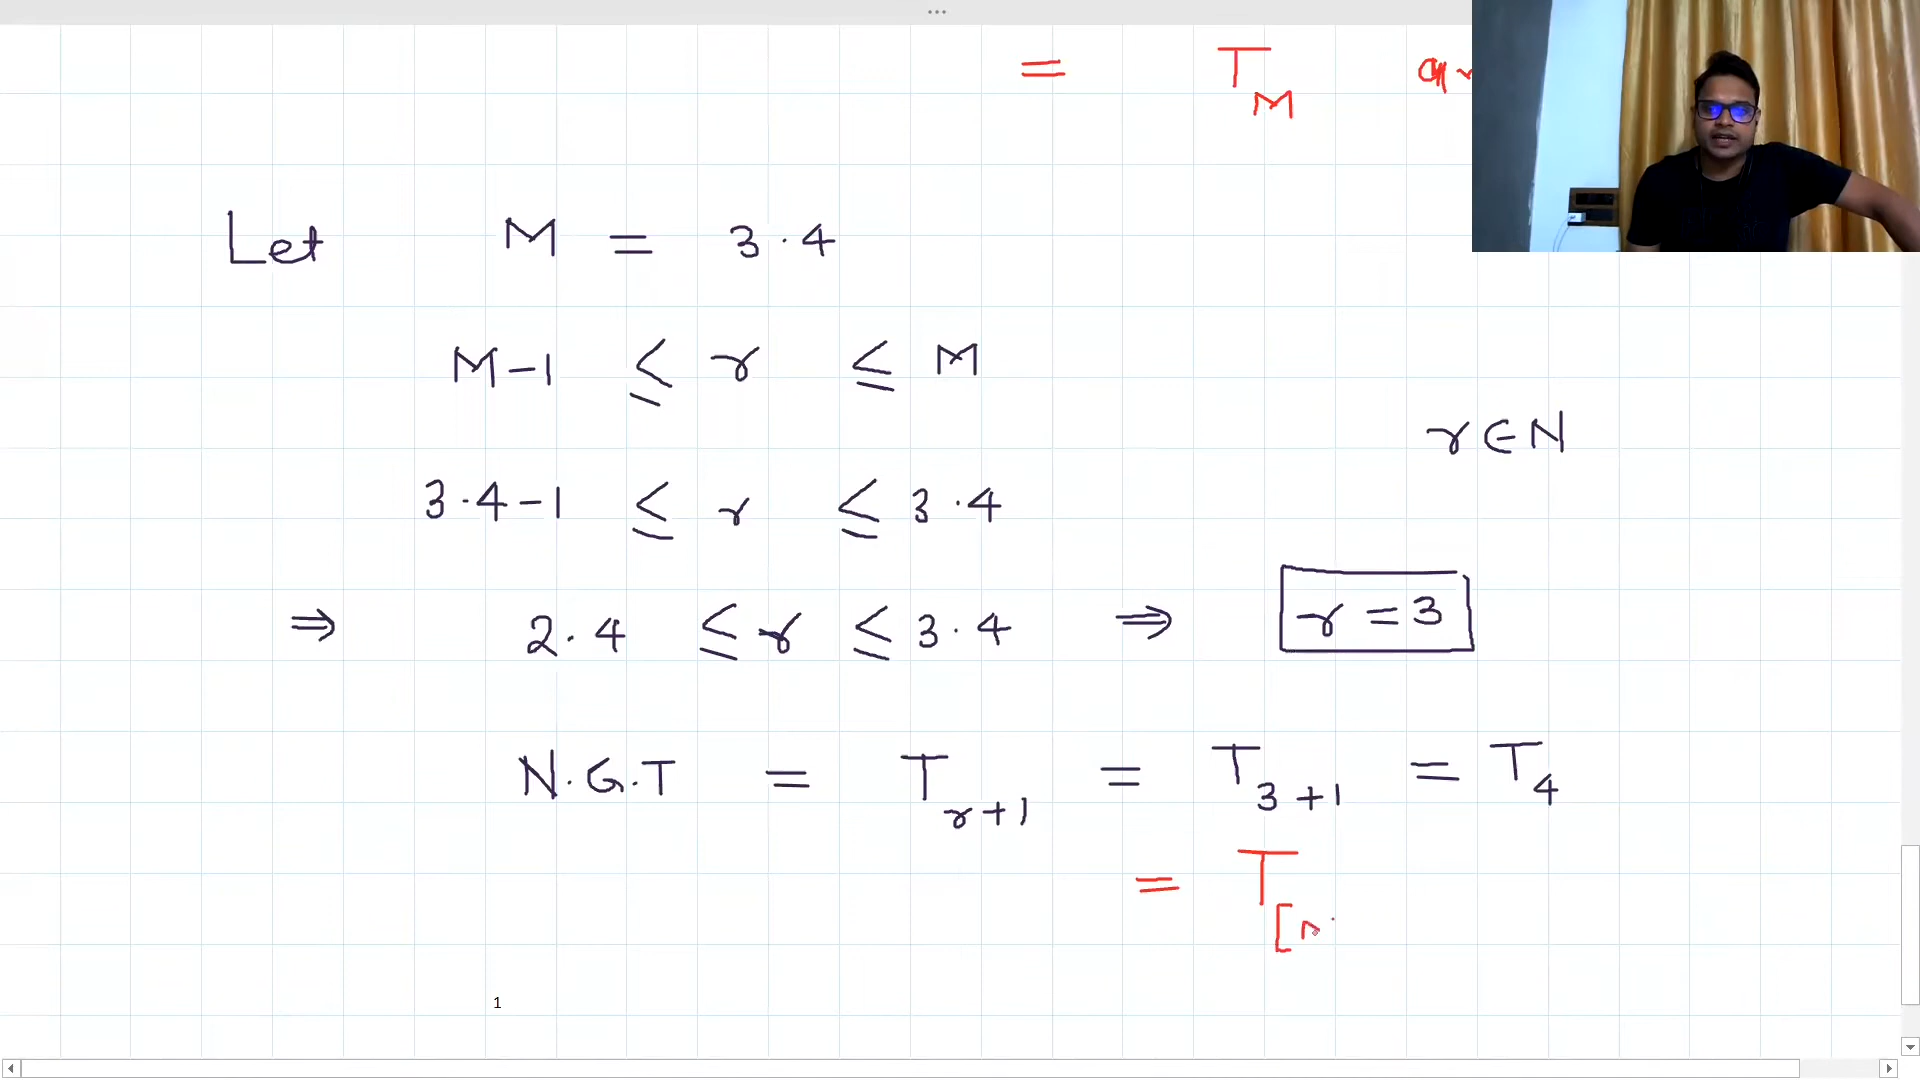 = T_M
Let M = 3.4
M-1 ≤ r ≤ M
r ∈ N
3.4-1 ≤ r ≤ 3.4
⇒ 2.4 ≤ r ≤ 3.4 ⇒ r = 3
N.G.T = T_{r+1} = T_{3+1} = T_4
= T_[
1